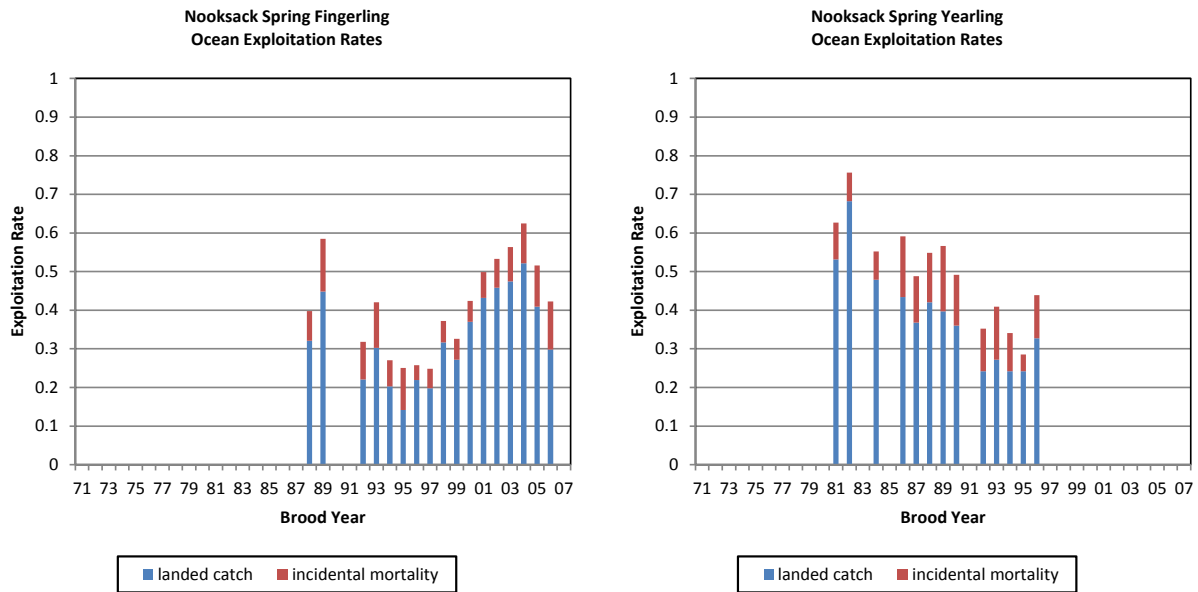 Nooksack Spring Fingerling
Ocean Exploitation Rates
1
0.9
0.8
0.7
0.6
0.5
0.4
0.3
0.2
0.1
0
Exploitation Rate
71 73 75 77 79 81 83 85 87 89 91 93 95 97 99 01 03 05 07
Brood Year
landed catch incidental mortality
Nooksack Spring Yearling
Ocean Exploitation Rates
1
0.9
0.8
0.7
0.6
0.5
0.4
0.3
0.2
0.1
0
Exploitation Rate
71 73 75 77 79 81 83 85 87 89 91 93 95 97 99 01 03 05 07
Brood Year
landed catch incidental mortality